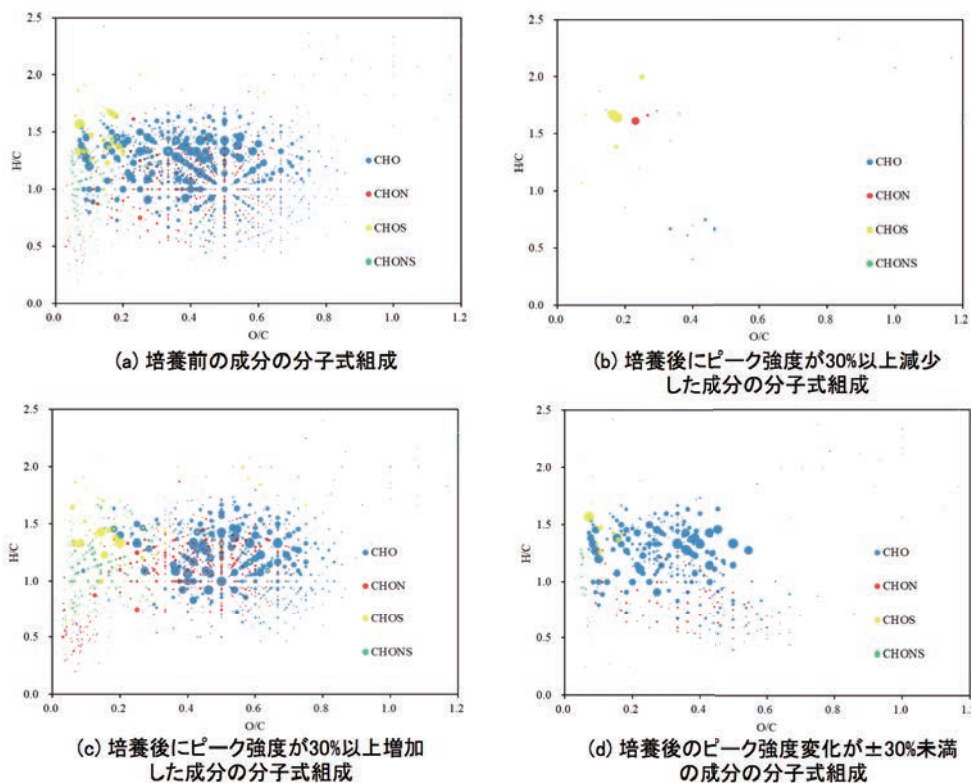 2.5
2.0
1.5
1.0
0.5
0.0
H/C
0.0 0.2 0.4 0.6 0.8 1.0 1.2
O/C
CHO
CHON
CHOS
CHONS
(a) 培養前の成分の分子式組成
2.5
2.0
1.5
1.0
0.5
0.0
H/C
0.0 0.2 0.4 0.6 0.8 1.0 1.2
O/C
CHO
CHON
CHOS
CHONS
(b) 培養後にピーク強度が30%以上減少
した成分の分子式組成
2.5
2.0
1.5
1.0
0.5
0.0
H/C
0.0 0.2 0.4 0.6 0.8 1.0 1.2
O/C
CHO
CHON
CHOS
CHONS
(c) 培養後にピーク強度が30%以上増加
した成分の分子式組成
2.5
2.0
1.5
1.0
0.5
0.0
H/C
0.0 0.2 0.4 0.6 0.8 1.0 1.2
O/C
CHO
CHON
CHOS
CHONS
(d) 培養後のピーク強度変化が±30%未満
の成分の分子式組成